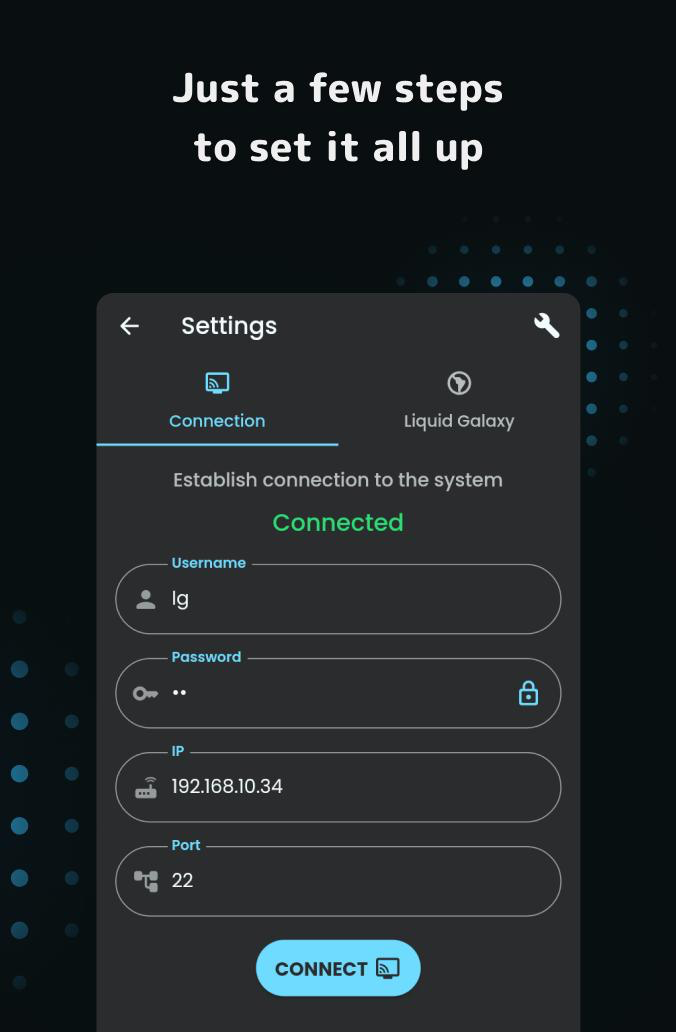 Just a few steps
to set it all up
Settings
Connection
Liquid Galaxy
Establish connection to the system
Connected
Username
lg
Password
••
IP
192.168.10.34
Port
22
CONNECT